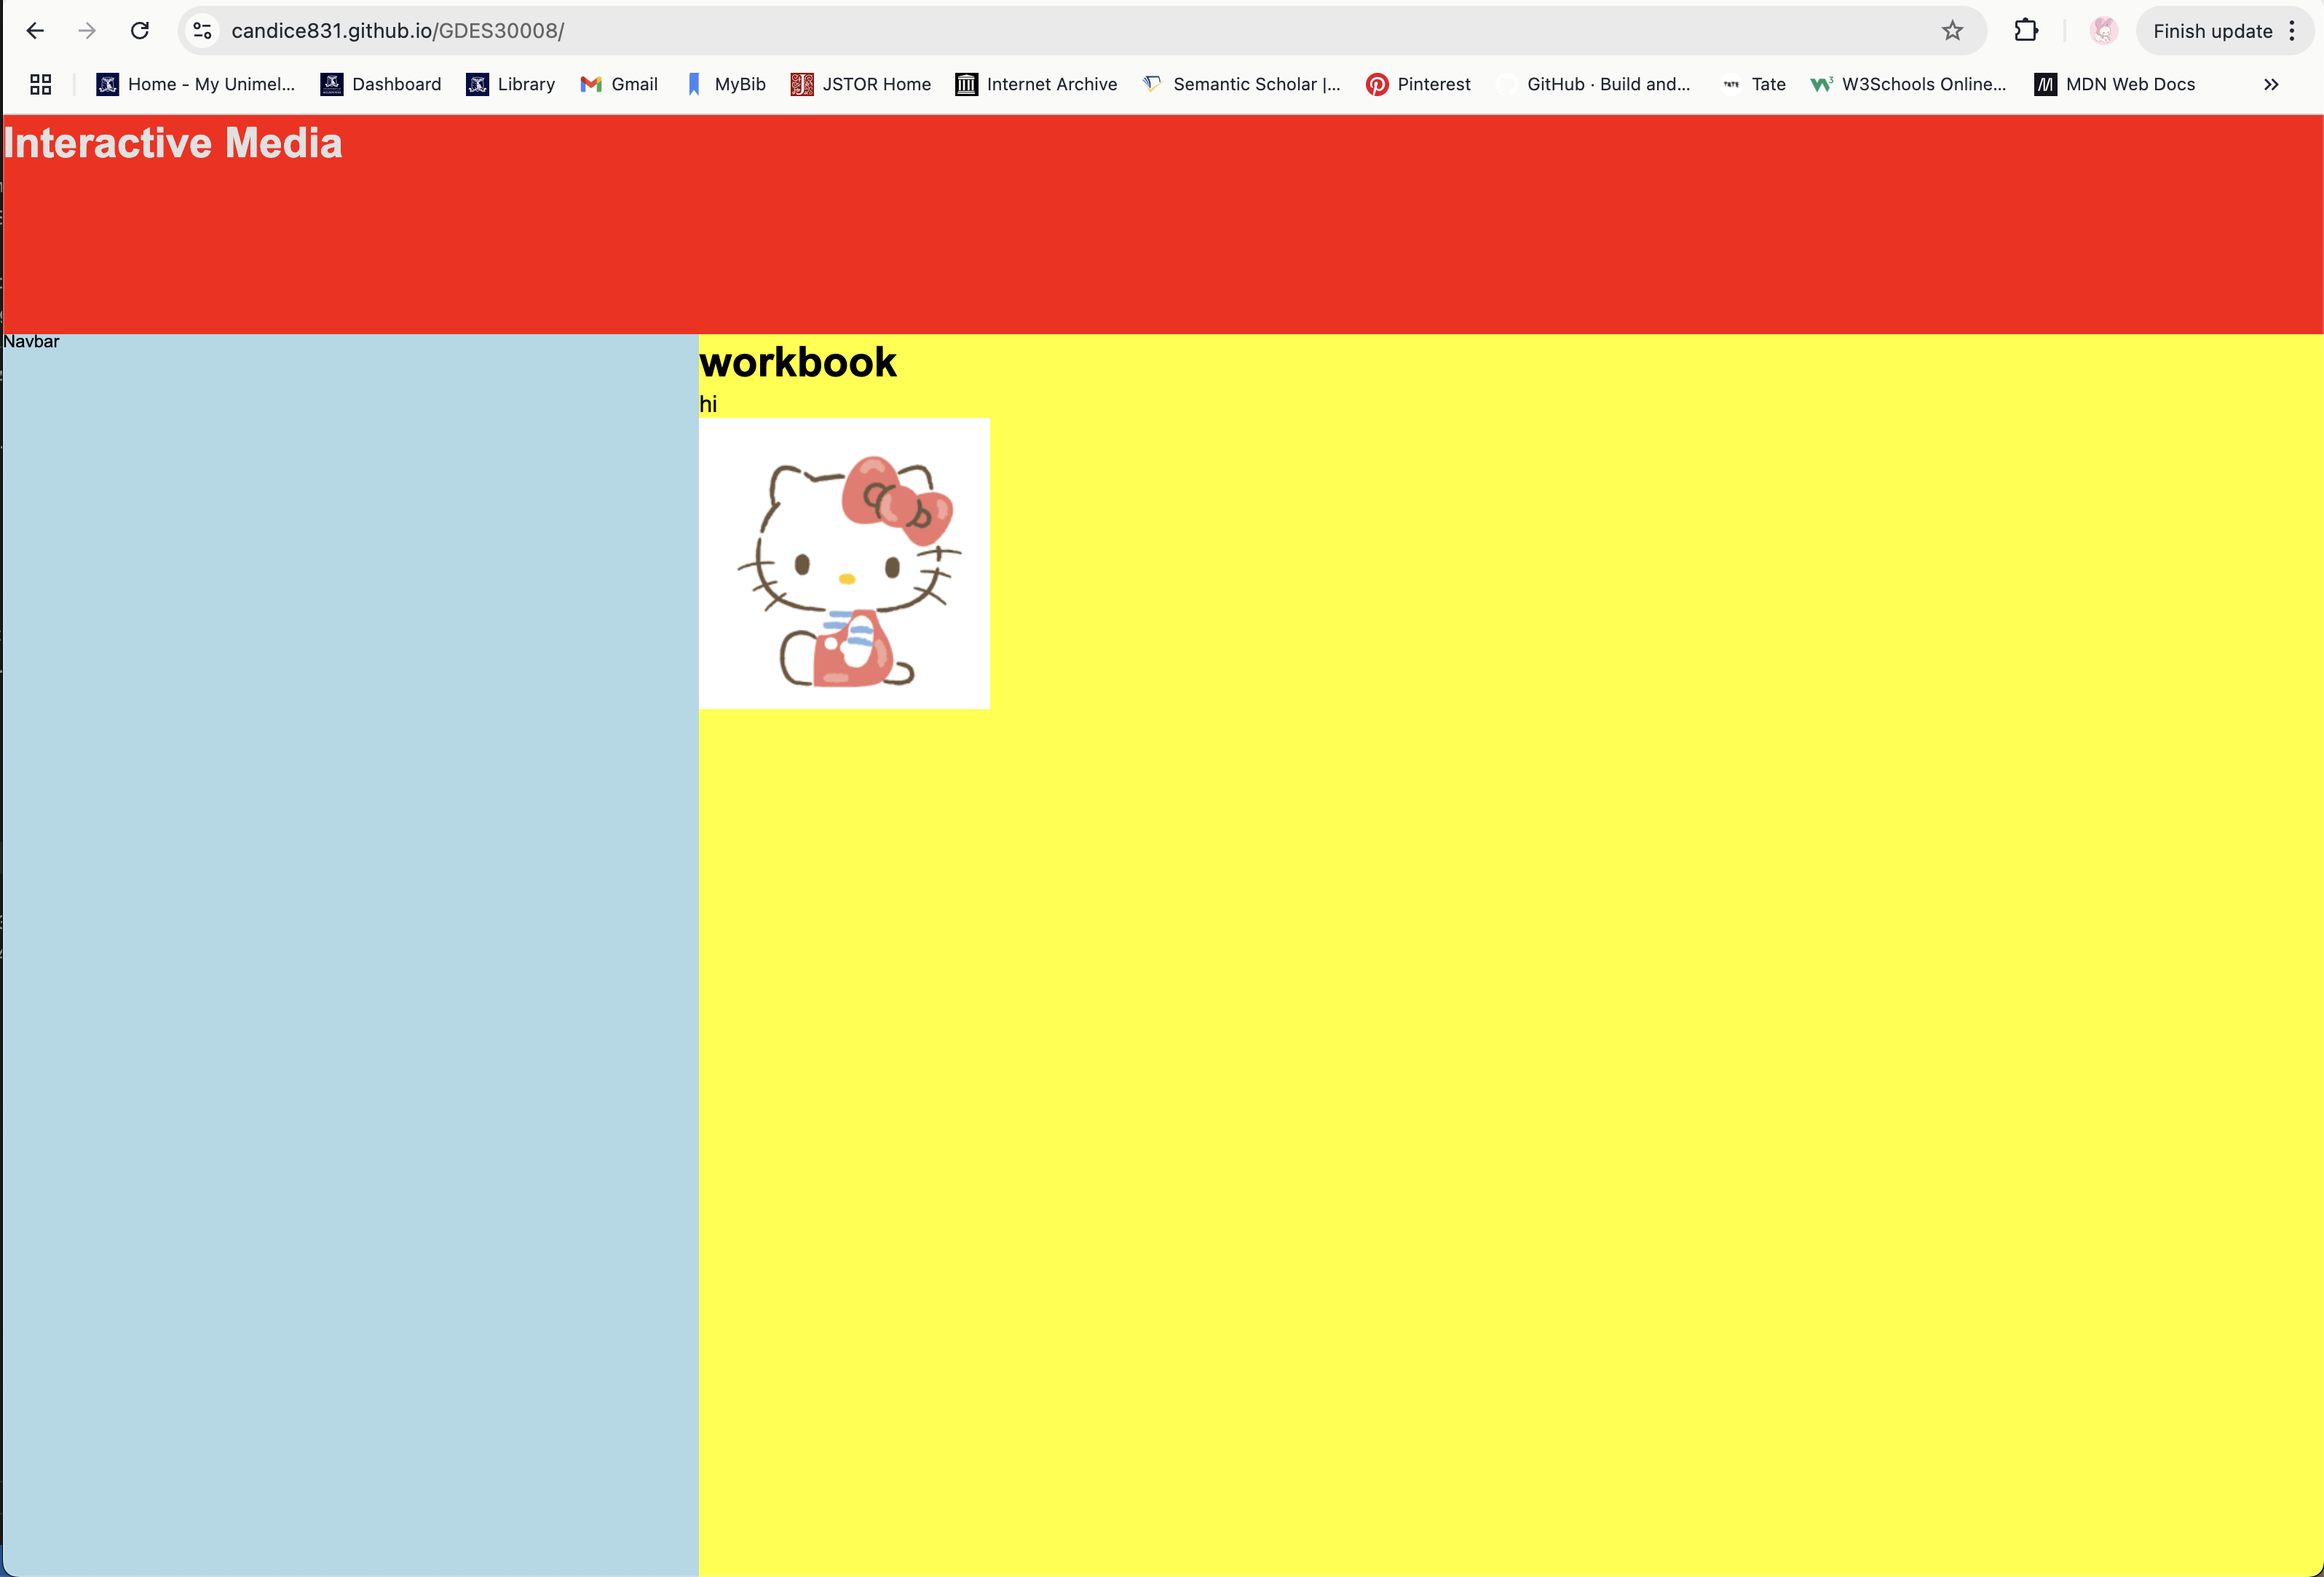 candice831.github.io/GDES30008/
Finish update
Home - My Unimel... Dashboard Library Gmail MyBib JSTOR Home Internet Archive Semantic Scholar |... Pinterest GitHub · Build and... Tate W3Schools Online... MDN Web Docs
Interactive Media
Navbar
workbook
hi